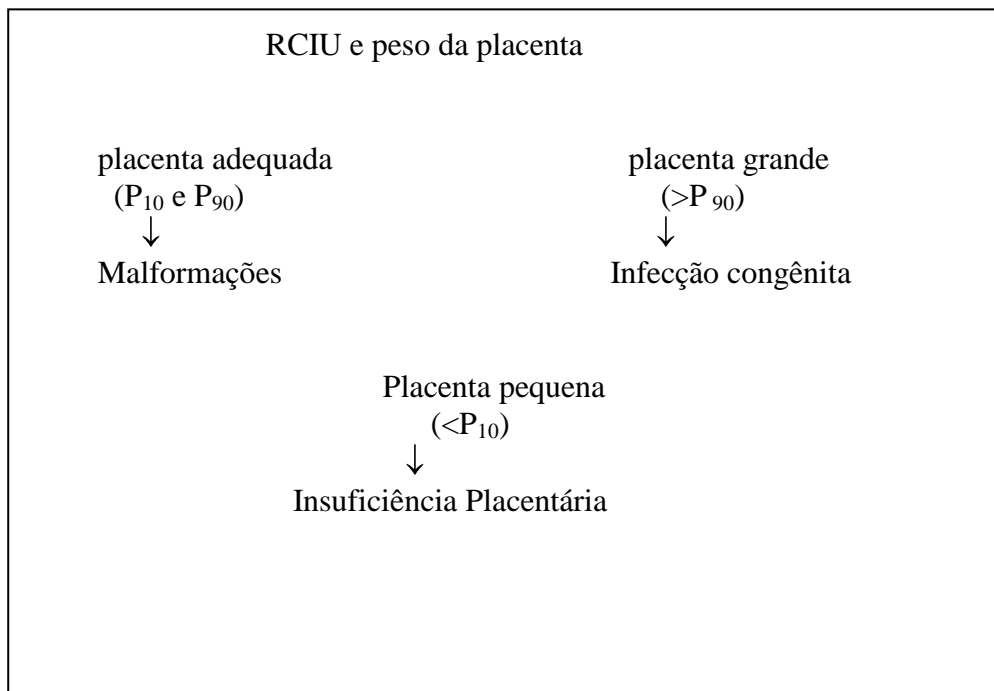 RCIU e peso da placenta
placenta adequada
(P₁₀ e P₉₀)
↓
Malformações
placenta grande
(>P ₉₀)
↓
Infecção congênita
Placenta pequena
(<P₁₀)
↓
Insuficiência Placentária